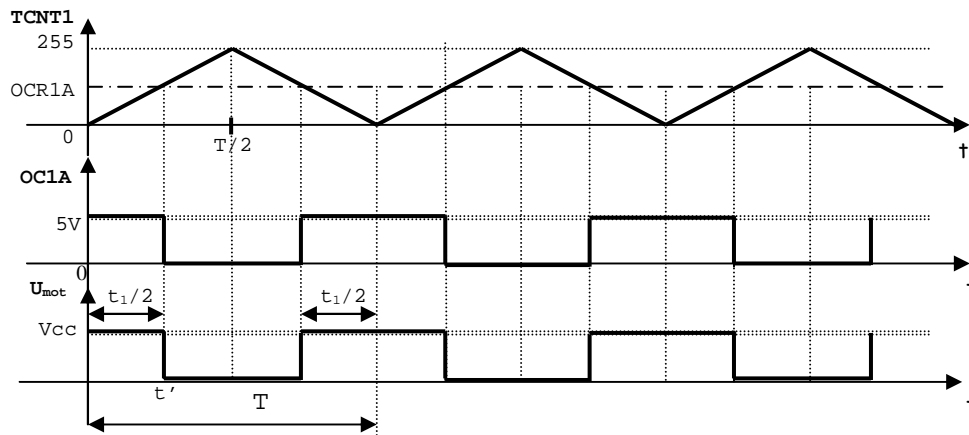 TCNT1
255
OCR1A
0
T/2
t
OC1A
5V
0
Umot
t₁/2 t₁/2
Vcc
t’
T